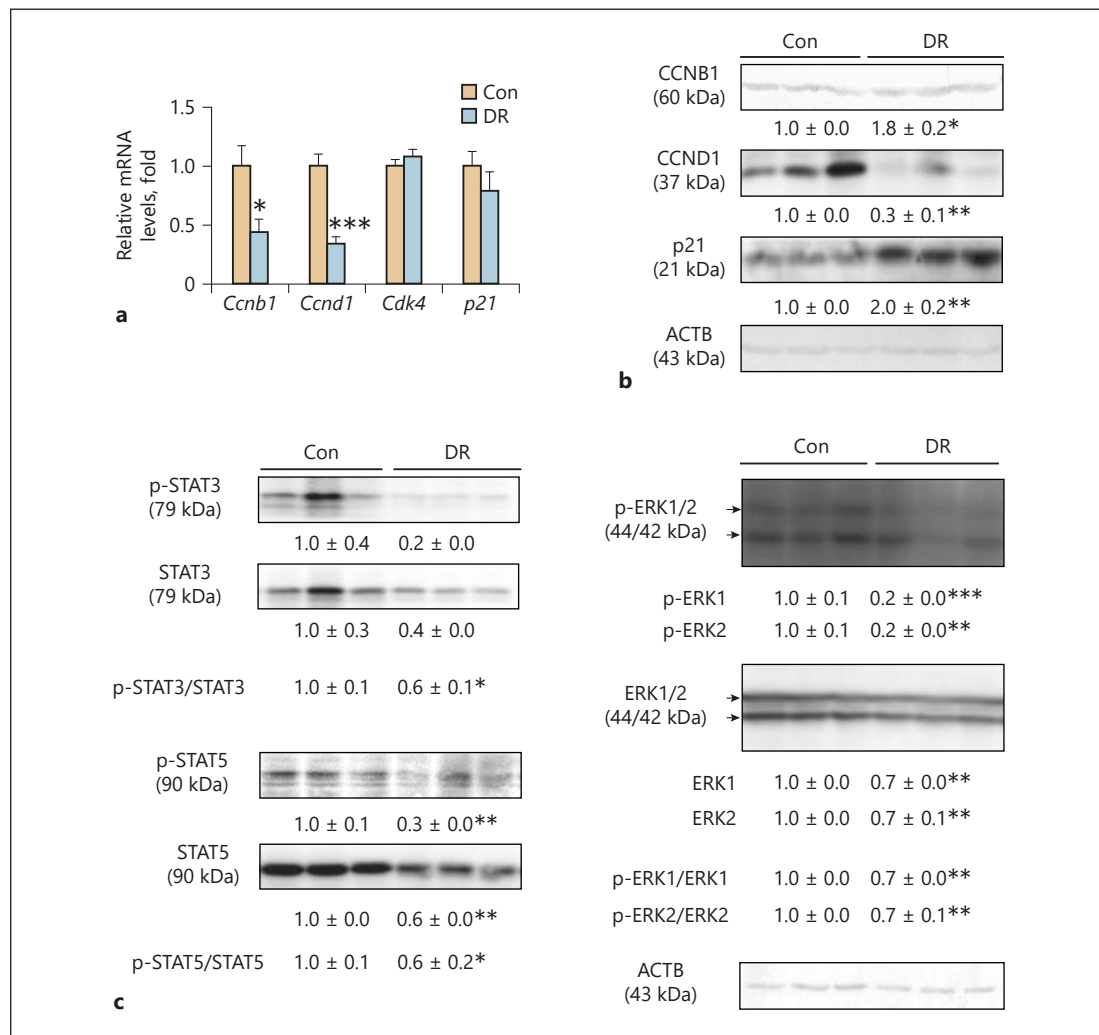 Con
DR
1.5
1.0
0.5
0
Relative mRNA
levels, fold
*
***
Ccnb1 Ccnd1 Cdk4 p21
a
Con DR
CCNB1
(60 kDa)
1.0 ± 0.0 1.8 ± 0.2*
CCND1
(37 kDa)
1.0 ± 0.0 0.3 ± 0.1**
p21
(21 kDa)
1.0 ± 0.0 2.0 ± 0.2**
ACTB
(43 kDa)
b
Con DR
p-STAT3
(79 kDa)
1.0 ± 0.4 0.2 ± 0.0
STAT3
(79 kDa)
1.0 ± 0.3 0.4 ± 0.0
p-STAT3/STAT3 1.0 ± 0.1 0.6 ± 0.1*
p-STAT5
(90 kDa)
1.0 ± 0.1 0.3 ± 0.0**
STAT5
(90 kDa)
1.0 ± 0.0 0.6 ± 0.0**
p-STAT5/STAT5 1.0 ± 0.1 0.6 ± 0.2*
c
Con DR
p-ERK1/2
(44/42 kDa)
p-ERK1 1.0 ± 0.1 0.2 ± 0.0***
p-ERK2 1.0 ± 0.1 0.2 ± 0.0**
ERK1/2
(44/42 kDa)
ERK1 1.0 ± 0.0 0.7 ± 0.0**
ERK2 1.0 ± 0.0 0.7 ± 0.1**
p-ERK1/ERK1 1.0 ± 0.0 0.7 ± 0.0**
p-ERK2/ERK2 1.0 ± 0.0 0.7 ± 0.1**
ACTB
(43 kDa)